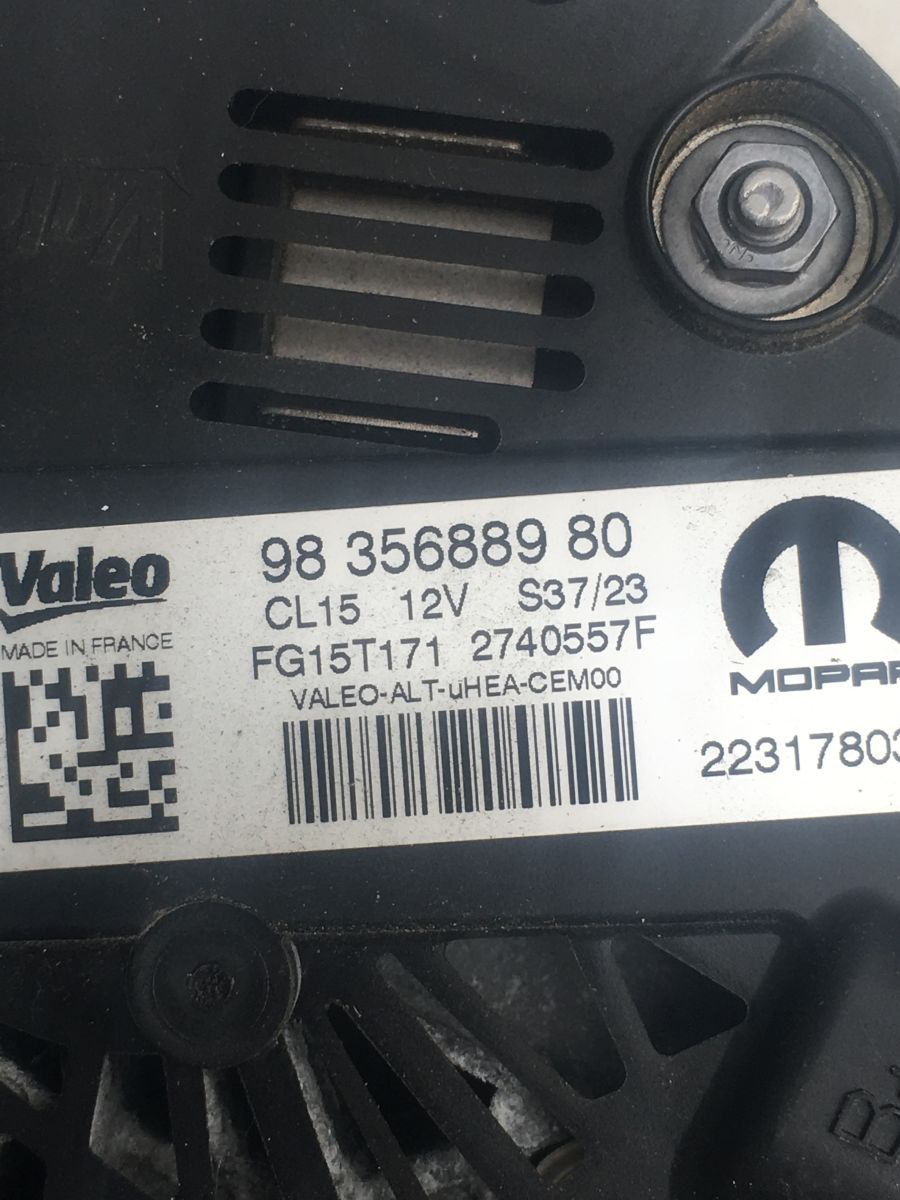 Valeo
MADE IN FRANCE
98 356889 80
CL15 12V S37/23
FG15T171 2740557F
VALEO-ALT-uHEA-CEM00
MOPAR
22317803
B+